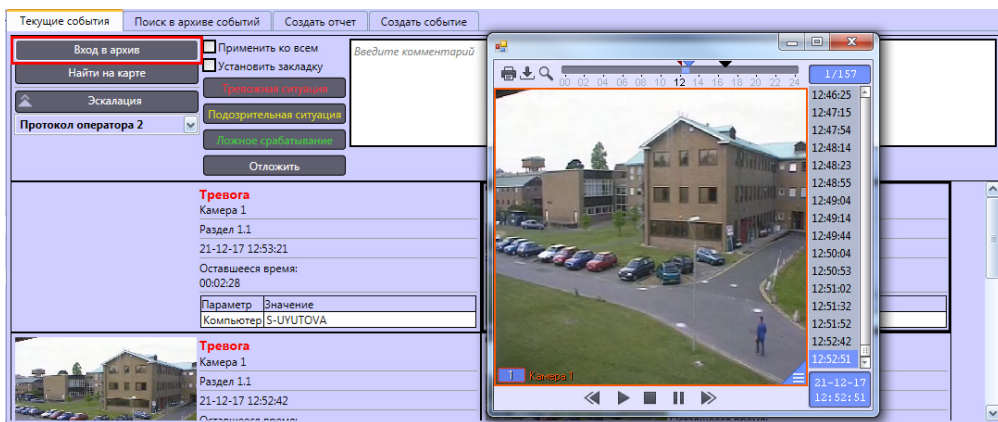 Текущие события
Поиск в архиве событий
Создать отчет
Создать событие
Вход в архив
Найти на карте
Эскалация
Протокол оператора 2
Применить ко всем
Установить закладку
Тревожная ситуация
Подозрительная ситуация
Ложное срабатывание
Отложить
Введите комментарий
Тревога
Камера 1
Раздел 1.1
21-12-17 12:53:21
Оставшееся время:
00:02:28
Параметр Значение
Компьютер S-UYUTOVA
Тревога
Камера 1
Раздел 1.1
21-12-17 12:52:42
Оставшееся время:
00 02 04 06 08 10 12 14 16 18 20 22 24
1/157
12:46:25
12:47:15
12:47:54
12:48:14
12:48:23
12:48:55
12:49:04
12:49:14
12:49:44
12:50:04
12:50:53
12:51:02
12:51:32
12:51:52
12:52:42
12:52:51
1 Камера 1
21-12-17
12:52:51